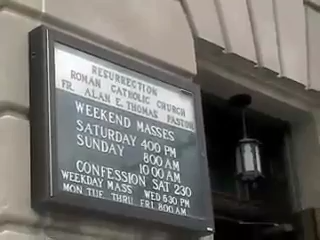 RESURRECTION
ROMAN CATHOLIC CHURCH
FR. ALAN E. THOMAS PASTOR
WEEKEND MASSES
SATURDAY 4:00 PM
SUNDAY 8:00 AM
10:00 AM
CONFESSION SAT 2:30
WEEKDAY MASS WED 6:30 PM
MON TUE THRU FRI 8:00 AM